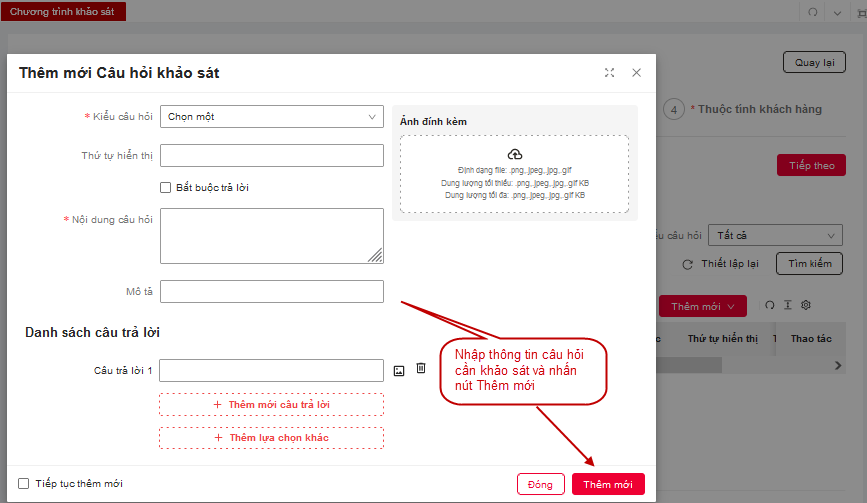 Chương trình khảo sát
Quay lại
Thêm mới Câu hỏi khảo sát
4 * Thuộc tính khách hàng
* Kiểu câu hỏi
Chọn một
Ảnh đính kèm
Thứ tự hiển thị
Định dạng file: .png,.jpeg,.jpg,.gif
Dung lượng tối thiểu: .png,.jpeg,.jpg,.gif KB
Dung lượng tối đa: .png,.jpeg,.jpg,.gif KB
Tiếp theo
Bắt buộc trả lời
* Nội dung câu hỏi
câu hỏi
Tất cả
Thiết lập lại
Tìm kiếm
Mô tả
Thêm mới
Danh sách câu trả lời
Thứ tự hiển thị
Thao tác
Nhập thông tin câu hỏi
cần khảo sát và nhấn
nút Thêm mới
Câu trả lời 1
+ Thêm mới câu trả lời
+ Thêm lựa chọn khác
Tiếp tục thêm mới
Đóng
Thêm mới